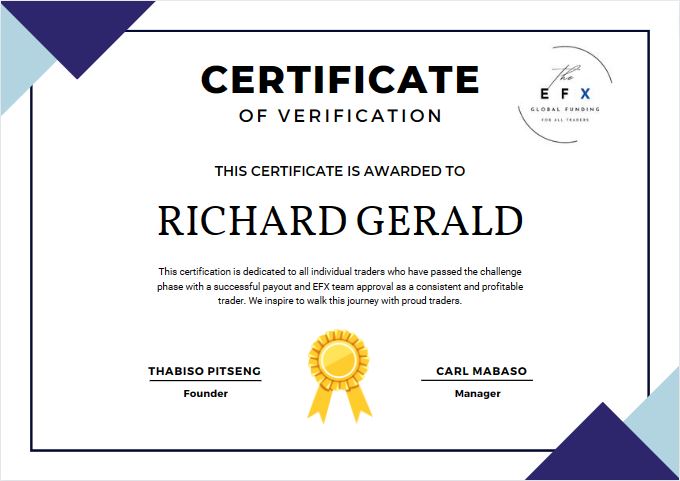 CERTIFICATE
OF VERIFICATION
The
EFX
GLOBAL FUNDING
FOR ALL TRADERS
THIS CERTIFICATE IS AWARDED TO
RICHARD GERALD
This certification is dedicated to all individual traders who have passed the challenge
phase with a successful payout and EFX team approval as a consistent and profitable
trader. We inspire to walk this journey with proud traders.
THABISO PITSENG
Founder
CARL MABASO
Manager